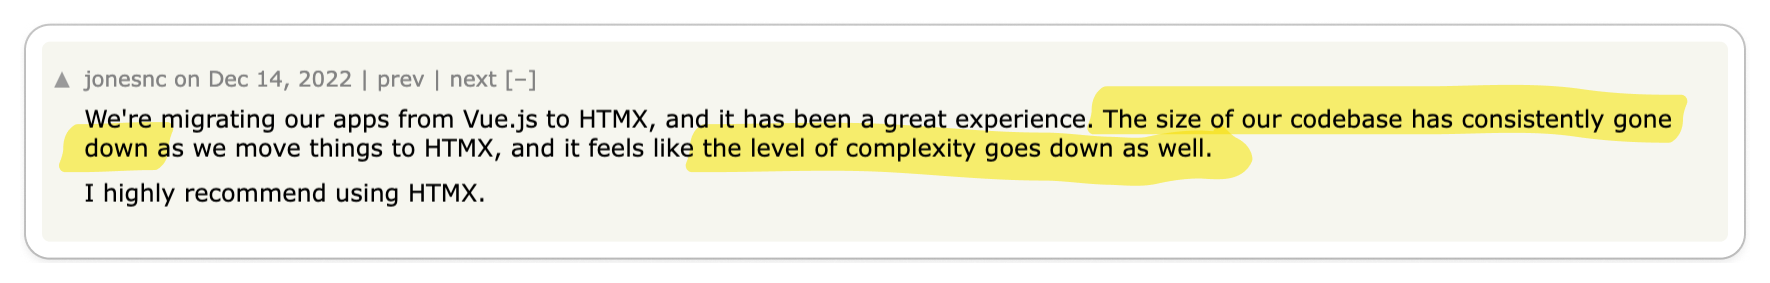 ▲ jonesnc on Dec 14, 2022 | prev | next [–]
We're migrating our apps from Vue.js to HTMX, and it has been a great experience. The size of our codebase has consistently gone
down as we move things to HTMX, and it feels like the level of complexity goes down as well.
I highly recommend using HTMX.